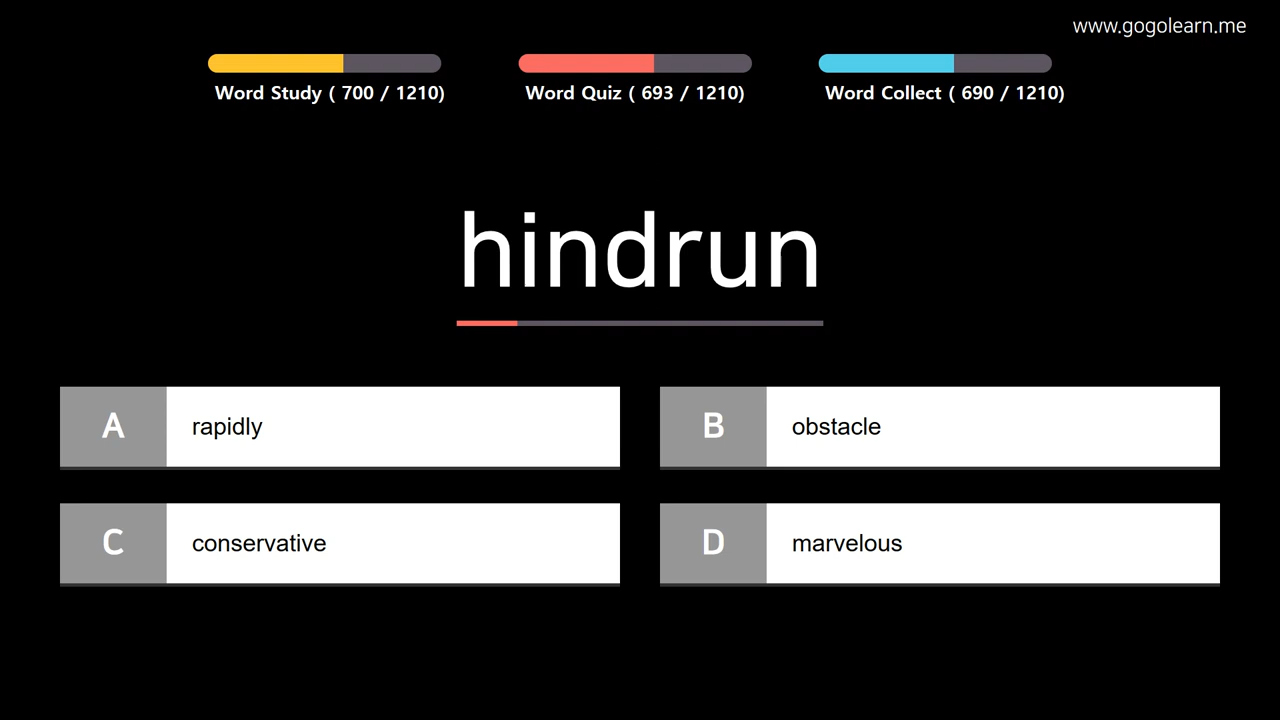 www.gogolearn.me
Word Study ( 700 / 1210)
Word Quiz ( 693 / 1210)
Word Collect ( 690 / 1210)
hindrun
A rapidly
B obstacle
C conservative
D marvelous